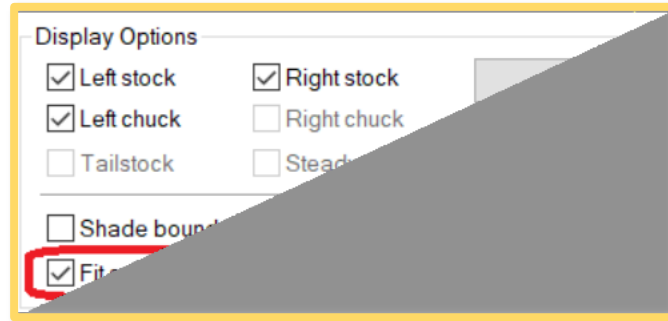 Display Options
Left stock Right stock
Left chuck Right chuck
Tailstock
Shade